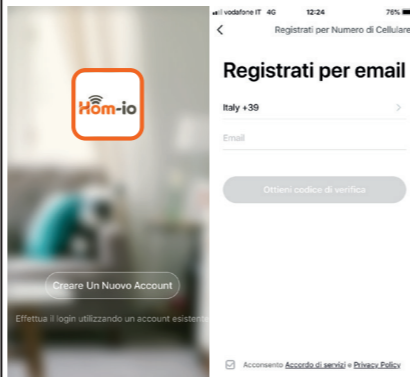 Hom-io
Creare Un Nuovo Account
Effettua il login utilizzando un account esistente
vodafone IT 4G 12:24 76%
Registrati per Numero di Cellulare
Registrati per email
Italy +39
Email
Ottieni codice di verifica
Acconsento Accordo di servizi e Privacy Policy